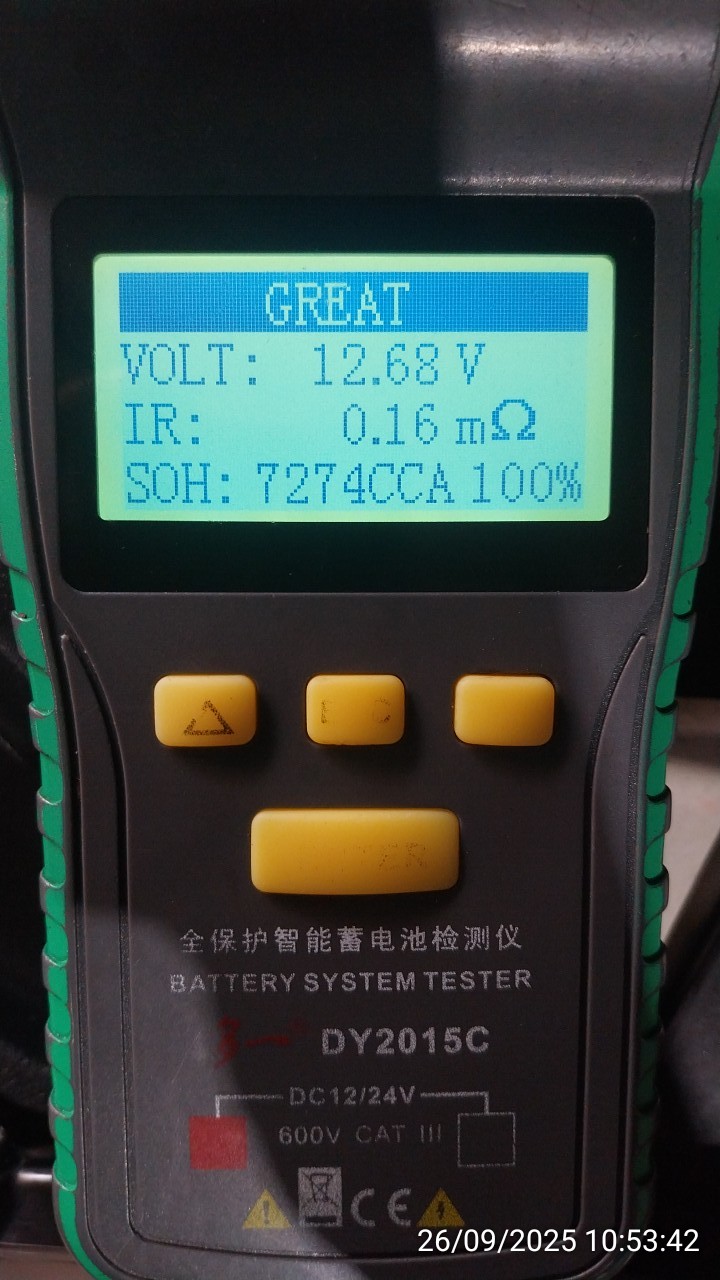 GREAT
VOLT: 12.68 V
IR: 0.16 mΩ
SOH: 7274CCA 100%
全保护智能蓄电池检测仪
BATTERY SYSTEM TESTER
DY2015C
DC12/24V
600V CAT III
CE
26/09/2025 10:53:42